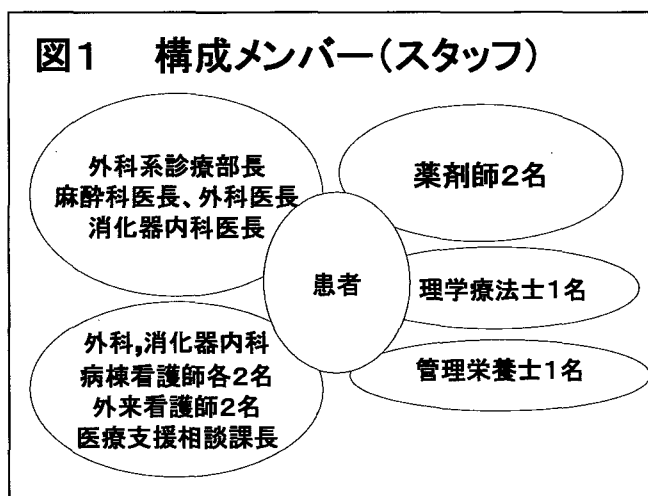 図1 構成メンバー(スタッフ)
外科系診療部長
麻酔科医長、外科医長
消化器内科医長
薬剤師2名
患者
理学療法士1名
管理栄養士1名
外科,消化器内科
病棟看護師各2名
外来看護師2名
医療支援相談課長